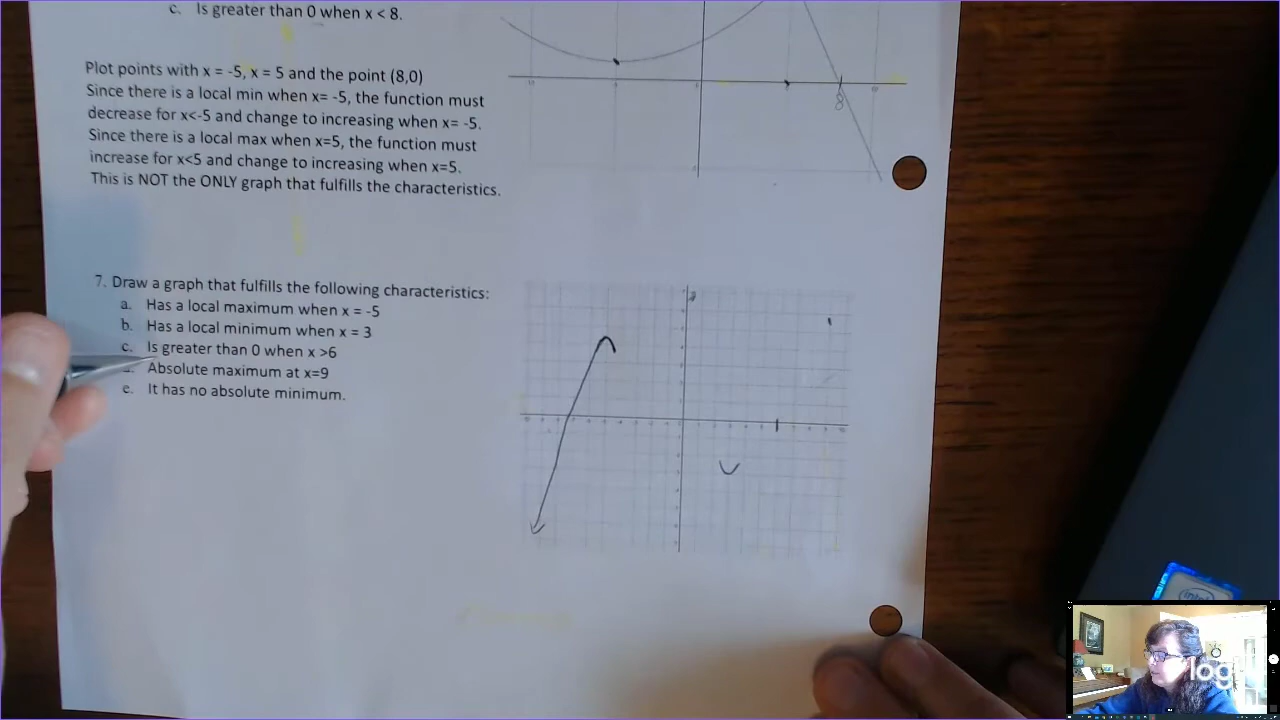 c. Is greater than 0 when x < 8.
Plot points with x = -5, x = 5 and the point (8,0)
Since there is a local min when x= -5, the function must
decrease for x<-5 and change to increasing when x= -5.
Since there is a local max when x=5, the function must
increase for x<5 and change to increasing when x=5.
This is NOT the ONLY graph that fulfills the characteristics.
8
7. Draw a graph that fulfills the following characteristics:
a. Has a local maximum when x = -5
b. Has a local minimum when x = 3
c. Is greater than 0 when x >6
Absolute maximum at x=9
e. It has no absolute minimum.
intel
log